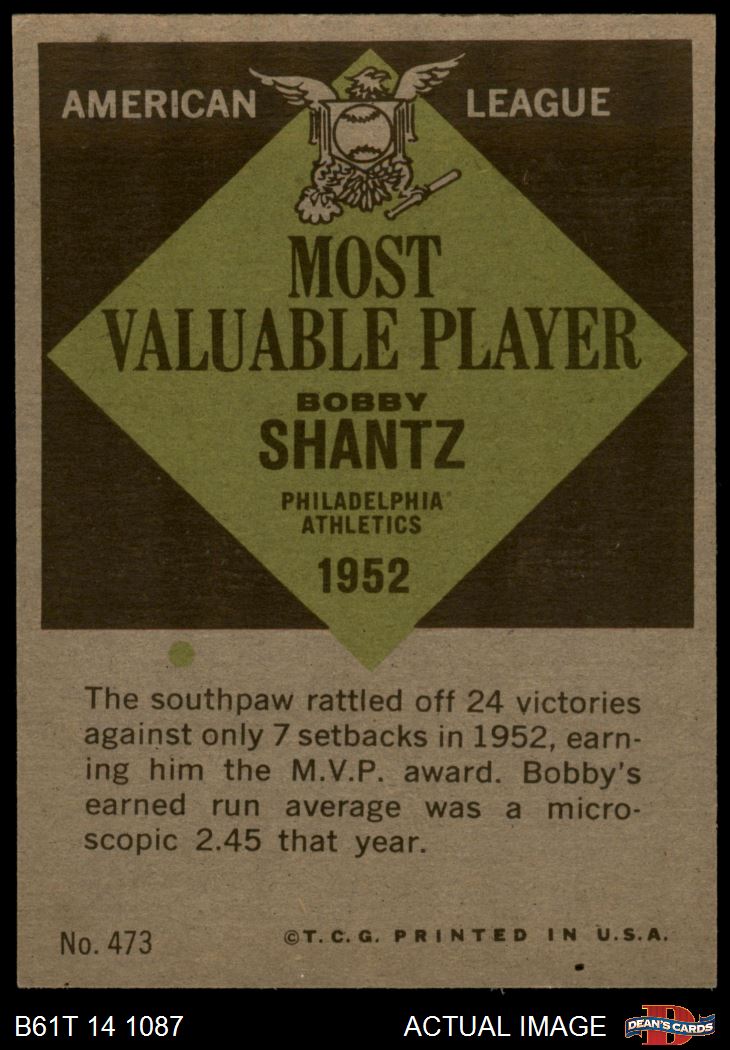 AMERICAN LEAGUE
MOST
VALUABLE PLAYER
BOBBY
SHANTZ
PHILADELPHIA
ATHLETICS
1952
The southpaw rattled off 24 victories
against only 7 setbacks in 1952, earn-
ing him the M.V.P. award. Bobby's
earned run average was a micro-
scopic 2.45 that year.
No. 473 ©T.C.G. PRINTED IN U.S.A.
B61T 14 1087 ACTUAL IMAGE D DEAN'S CARDS